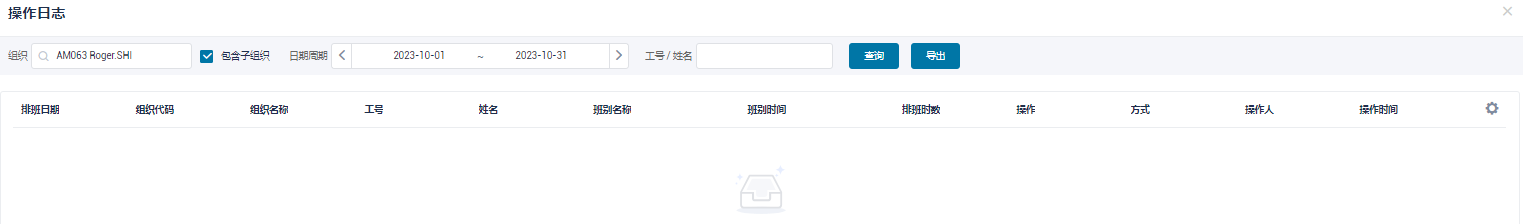 操作日志
组织 AM063 Roger.SHI 包含子组织 日期周期 2023-10-01 ~ 2023-10-31 工号 / 姓名 查询 导出
排班日期 组织代码 组织名称 工号 姓名 班别名称 班别时间 排班时数 操作 方式 操作人 操作时间